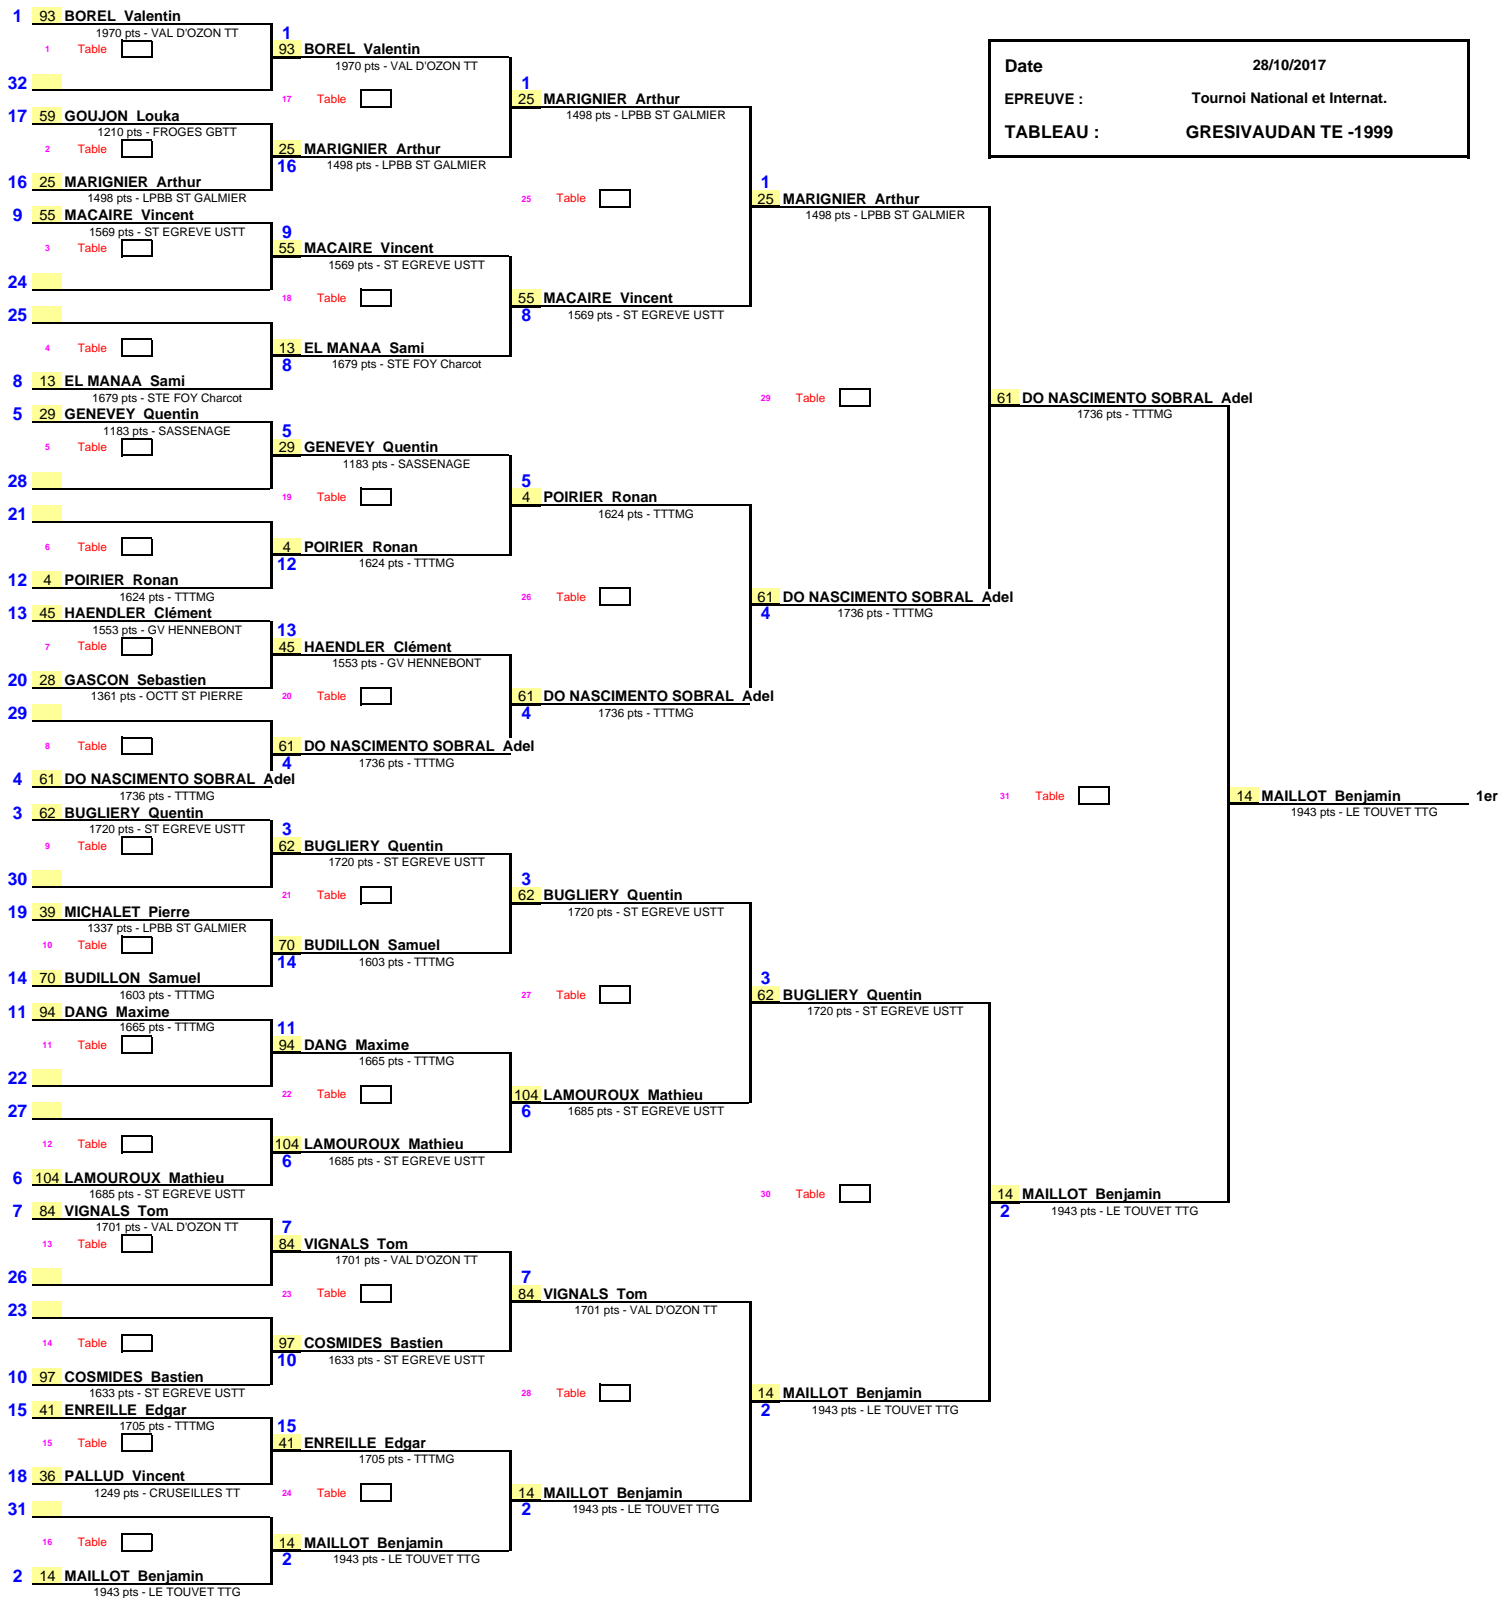 Date 28/10/2017
EPREUVE : Tournoi National et Internat.
TABLEAU : GRESIVAUDAN TE -1999
1 93 BOREL Valentin
1970 pts - VAL D'OZON TT
1 Table
32
17 59 GOUJON Louka
1210 pts - FROGES GBTT
2 Table
16 25 MARIGNIER Arthur
1498 pts - LPBB ST GALMIER
9 55 MACAIRE Vincent
1569 pts - ST EGREVE USTT
3 Table
24
25
4 Table
8 13 EL MANAA Sami
1679 pts - STE FOY Charcot
5 29 GENEVEY Quentin
1183 pts - SASSENAGE
5 Table
28
21
6 Table
12 4 POIRIER Ronan
1624 pts - TTTMG
13 45 HAENDLER Clément
1553 pts - GV HENNEBONT
7 Table
20 28 GASCON Sebastien
1361 pts - OCTT ST PIERRE
29
8 Table
4 61 DO NASCIMENTO SOBRAL Adel
1736 pts - TTTMG
3 62 BUGLIERY Quentin
1720 pts - ST EGREVE USTT
9 Table
30
19 39 MICHALET Pierre
1337 pts - LPBB ST GALMIER
10 Table
14 70 BUDILLON Samuel
1603 pts - TTTMG
11 94 DANG Maxime
1665 pts - TTTMG
11 Table
22
27
12 Table
6 104 LAMOUROUX Mathieu
1685 pts - ST EGREVE USTT
7 84 VIGNALS Tom
1701 pts - VAL D'OZON TT
13 Table
26
23
14 Table
10 97 COSMIDES Bastien
1633 pts - ST EGREVE USTT
15 41 ENREILLE Edgar
1705 pts - TTTMG
15 Table
18 36 PALLUD Vincent
1249 pts - CRUSEILLES TT
31
16 Table
2 14 MAILLOT Benjamin
1943 pts - LE TOUVET TTG
1
93 BOREL Valentin
1970 pts - VAL D'OZON TT
17 Table
25 MARIGNIER Arthur
16 1498 pts - LPBB ST GALMIER
9
55 MACAIRE Vincent
1569 pts - ST EGREVE USTT
18 Table
13 EL MANAA Sami
8 1679 pts - STE FOY Charcot
5
29 GENEVEY Quentin
1183 pts - SASSENAGE
19 Table
4 POIRIER Ronan
12 1624 pts - TTTMG
13
45 HAENDLER Clément
1553 pts - GV HENNEBONT
20 Table
61 DO NASCIMENTO SOBRAL Adel
4 1736 pts - TTTMG
3
62 BUGLIERY Quentin
1720 pts - ST EGREVE USTT
21 Table
70 BUDILLON Samuel
14 1603 pts - TTTMG
11
94 DANG Maxime
1665 pts - TTTMG
22 Table
104 LAMOUROUX Mathieu
6 1685 pts - ST EGREVE USTT
7
84 VIGNALS Tom
1701 pts - VAL D'OZON TT
23 Table
97 COSMIDES Bastien
10 1633 pts - ST EGREVE USTT
15
41 ENREILLE Edgar
1705 pts - TTTMG
24 Table
14 MAILLOT Benjamin
2 1943 pts - LE TOUVET TTG
1
25 MARIGNIER Arthur
1498 pts - LPBB ST GALMIER
25 Table
55 MACAIRE Vincent
8 1569 pts - ST EGREVE USTT
5
4 POIRIER Ronan
1624 pts - TTTMG
26 Table
61 DO NASCIMENTO SOBRAL Adel
4 1736 pts - TTTMG
3
62 BUGLIERY Quentin
1720 pts - ST EGREVE USTT
27 Table
104 LAMOUROUX Mathieu
6 1685 pts - ST EGREVE USTT
7
84 VIGNALS Tom
1701 pts - VAL D'OZON TT
28 Table
14 MAILLOT Benjamin
2 1943 pts - LE TOUVET TTG
1
25 MARIGNIER Arthur
1498 pts - LPBB ST GALMIER
29 Table
61 DO NASCIMENTO SOBRAL Adel
4 1736 pts - TTTMG
3
62 BUGLIERY Quentin
1720 pts - ST EGREVE USTT
30 Table
14 MAILLOT Benjamin
2 1943 pts - LE TOUVET TTG
61 DO NASCIMENTO SOBRAL Adel
1736 pts - TTTMG
31 Table
14 MAILLOT Benjamin
2 1943 pts - LE TOUVET TTG
14 MAILLOT Benjamin 1er
1943 pts - LE TOUVET TTG